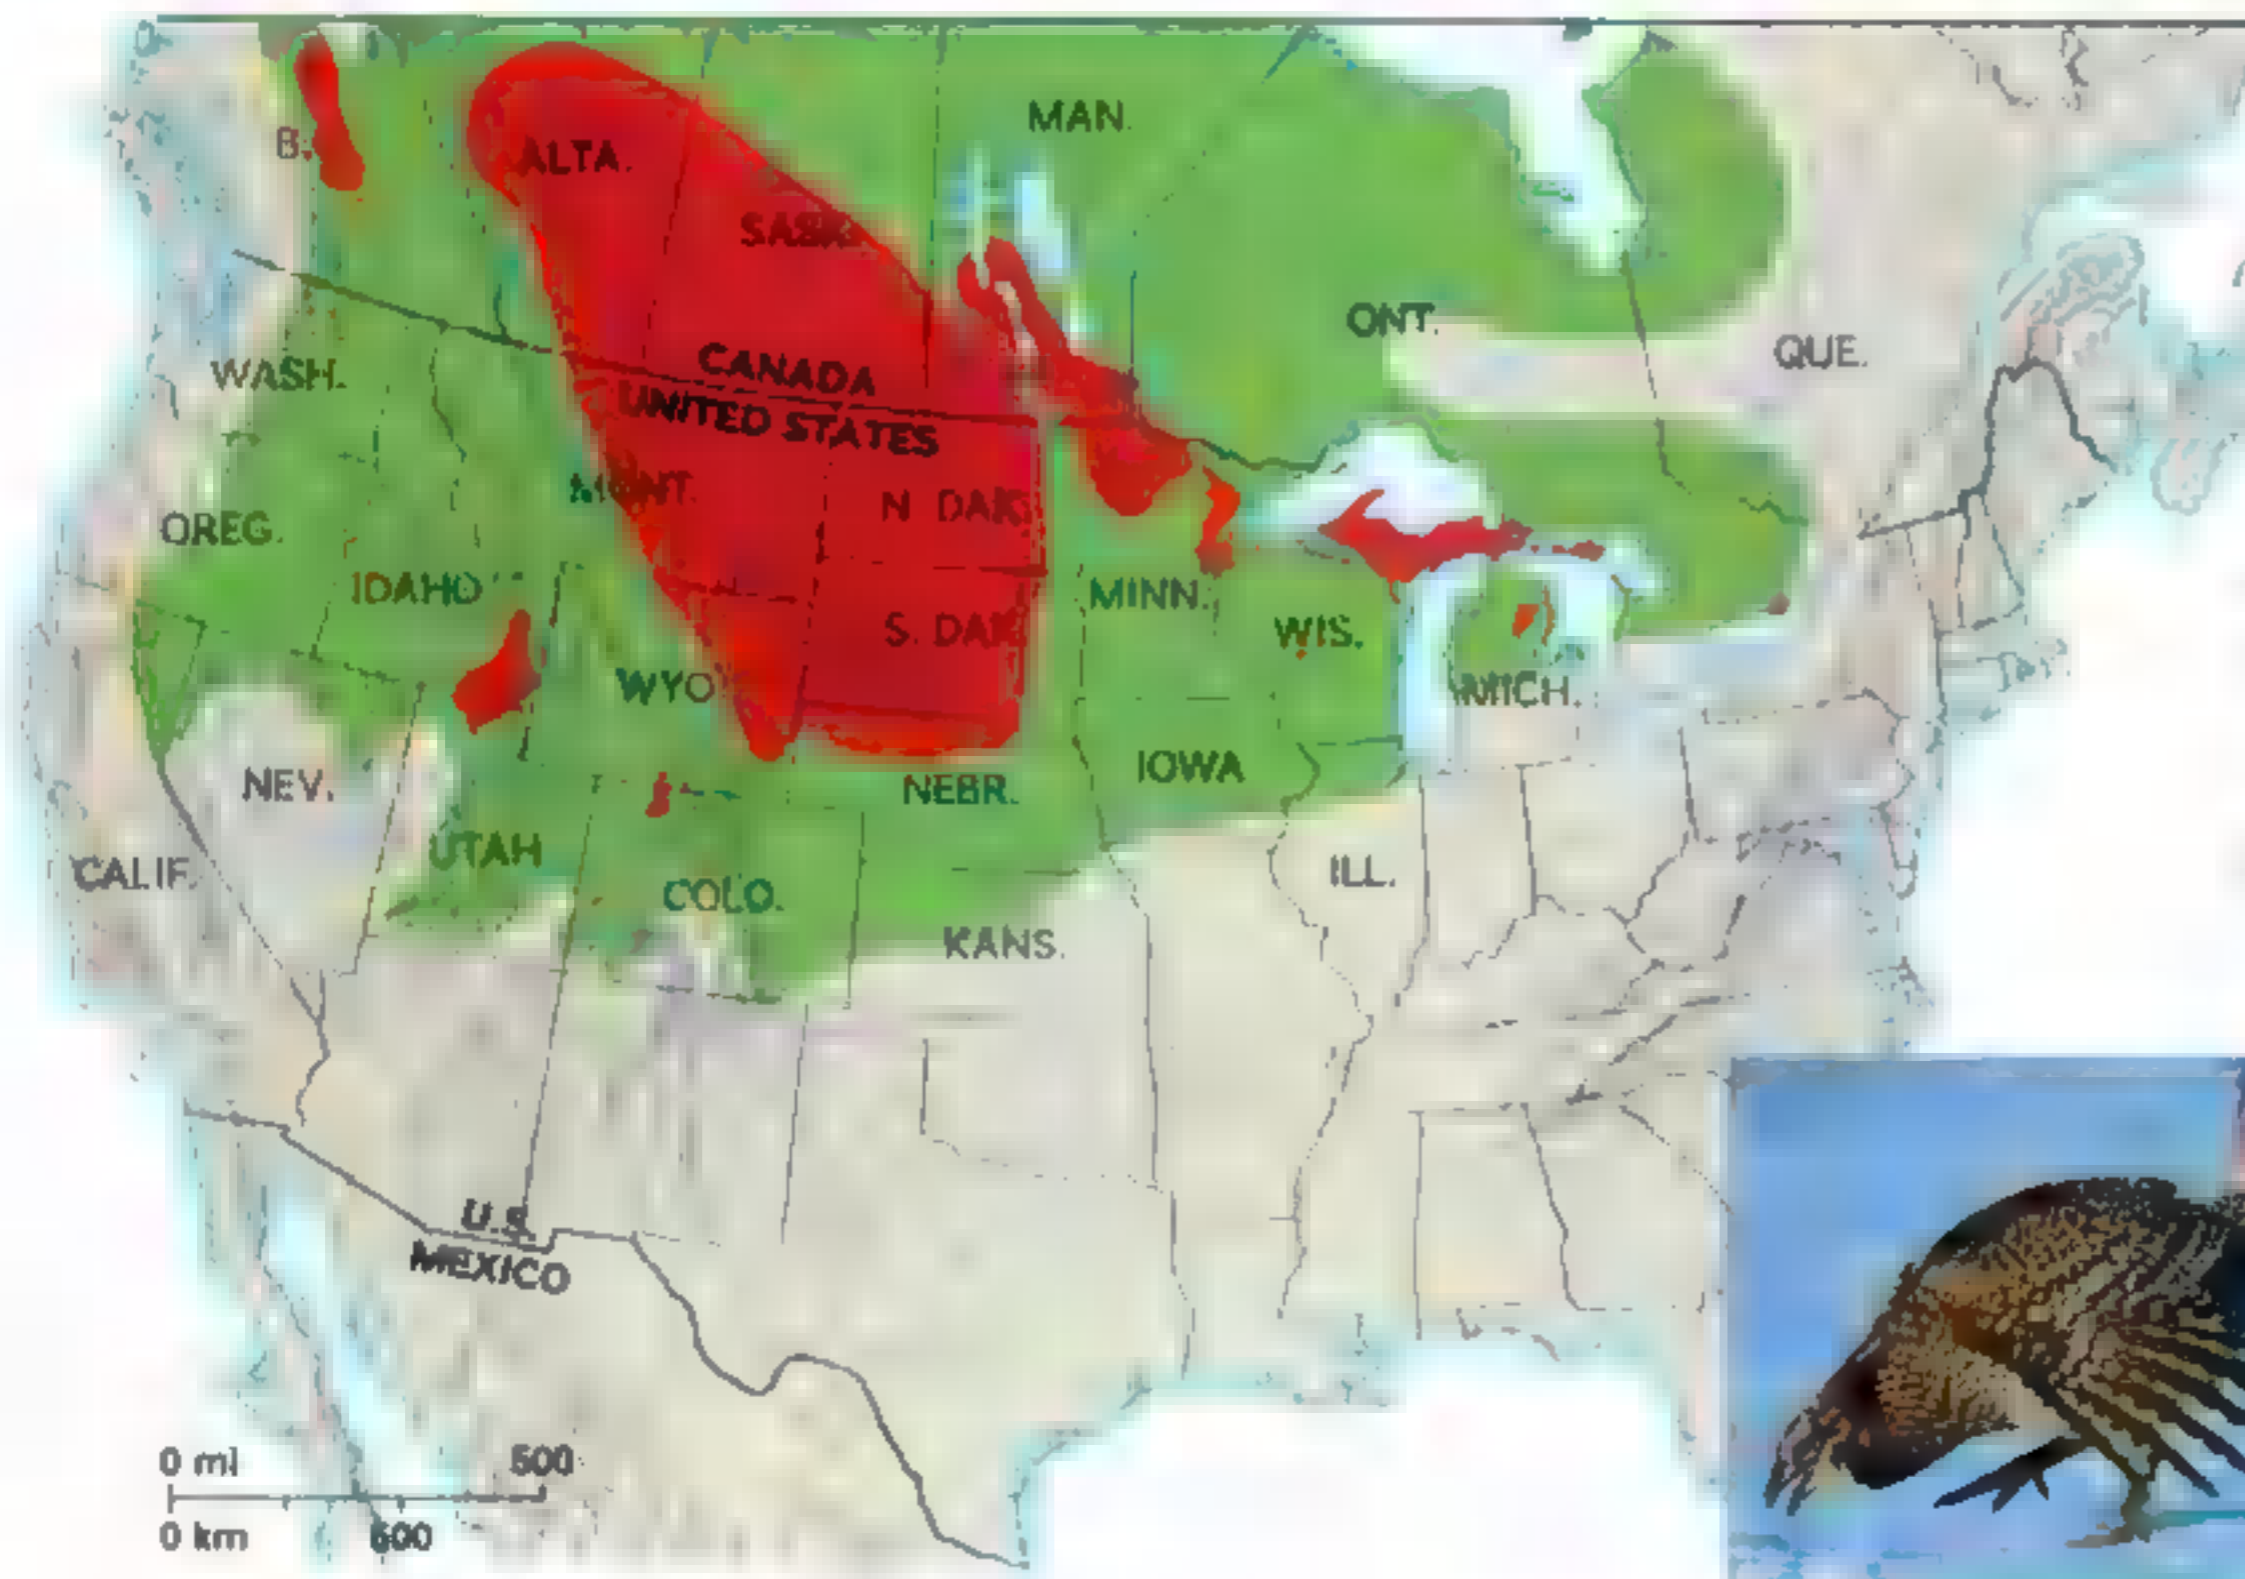 MAN.
B.
ALTA.
SASK.
ONT.
QUE.
WASH.
CANADA
UNITED STATES
MONT.
N DAK.
OREG.
IDAHO
MINN.
S. DAK.
WIS.
WYO
MICH.
NEV.
NEBR.
IOWA
UTAH
CALIF.
COLO.
ILL.
KANS.
U.S.
MEXICO
0 mi 500
0 km 600